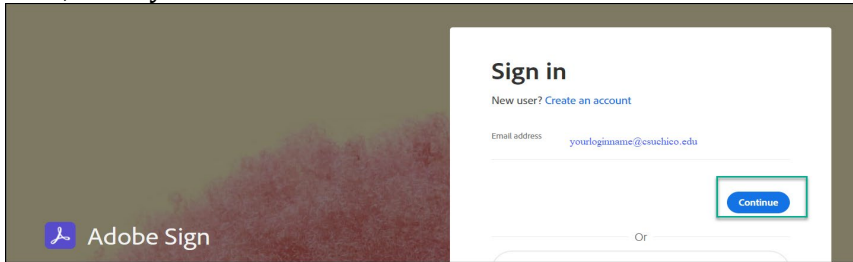 Sign in
New user? Create an account
Email address
yourloginname@csuchico.edu
Continue
Or
Adobe Sign